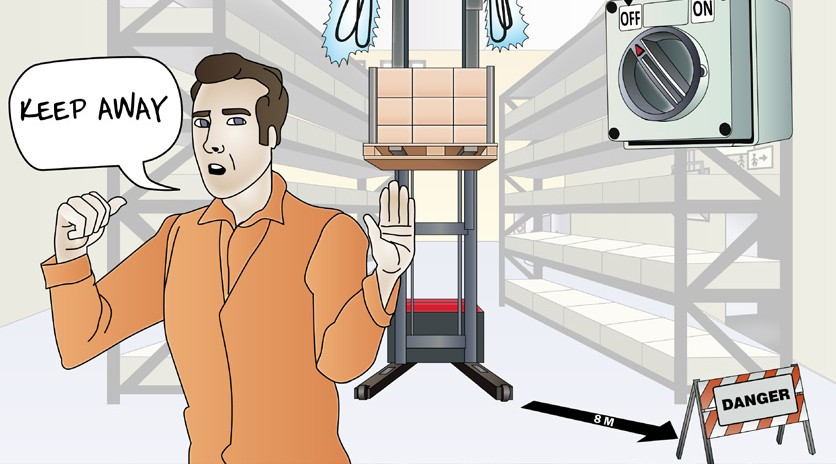 OFF ON
KEEP AWAY
8 M
DANGER